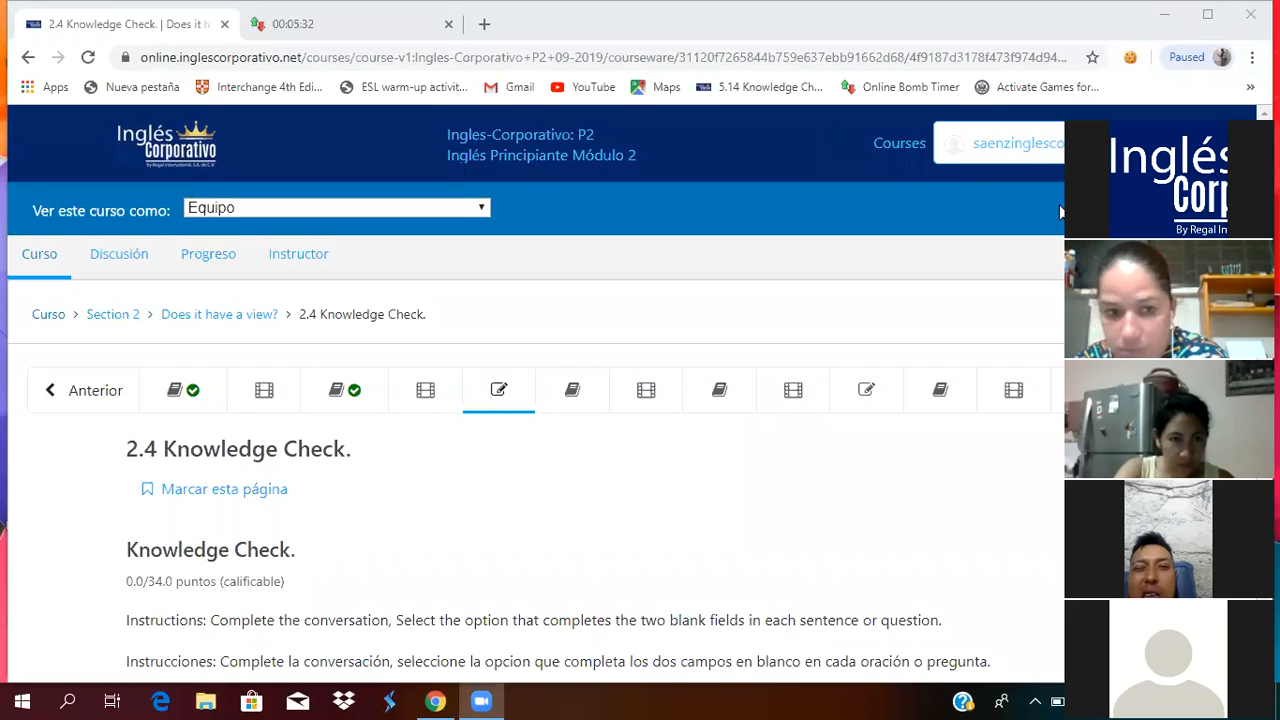 2.4 Knowledge Check. | Does it h
00:05:32
online.inglescorporativo.net/courses/course-v1:Ingles-Corporativo+P2+09-2019/courseware/31120f7265844b759e637ebb91662d68/4f9187d3178f473f974d94...
Paused
Apps
Nueva pestaña
Interchange 4th Edi...
ESL warm-up activit...
Gmail
YouTube
Maps
5.14 Knowledge Ch...
Online Bomb Timer
Activate Games for...
»
Inglés
Corporativo
By Regal International, S.A. de C.V.
Ingles-Corporativo: P2
Inglés Principiante Módulo 2
Courses
saenzinglesco
Inglés
Corp
By Regal In
Ver este curso como:
Equipo
Curso
Discusión
Progreso
Instructor
Curso > Section 2 > Does it have a view? > 2.4 Knowledge Check.
Anterior
2.4 Knowledge Check.
Marcar esta página
Knowledge Check.
0.0/34.0 puntos (calificable)
Instructions: Complete the conversation, Select the option that completes the two blank fields in each sentence or question.
Instrucciones: Complete la conversación, seleccione la opcion que completa los dos campos en blanco en cada oración o pregunta.